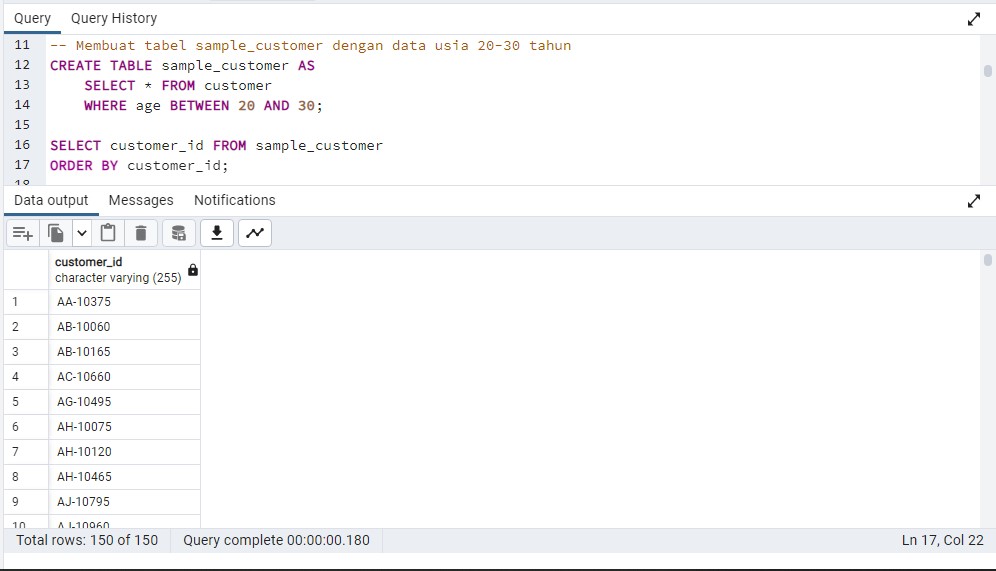 Query Query History
11 -- Membuat tabel sample_customer dengan data usia 20-30 tahun
12 CREATE TABLE sample_customer AS
13 SELECT * FROM customer
14 WHERE age BETWEEN 20 AND 30;
15
16 SELECT customer_id FROM sample_customer
17 ORDER BY customer_id;
18
Data output Messages Notifications
customer_id
character varying (255)
1 AA-10375
2 AB-10060
3 AB-10165
4 AC-10660
5 AG-10495
6 AH-10075
7 AH-10120
8 AH-10465
9 AJ-10795
10 AJ-10960
Total rows: 150 of 150 Query complete 00:00:00.180 Ln 17, Col 22